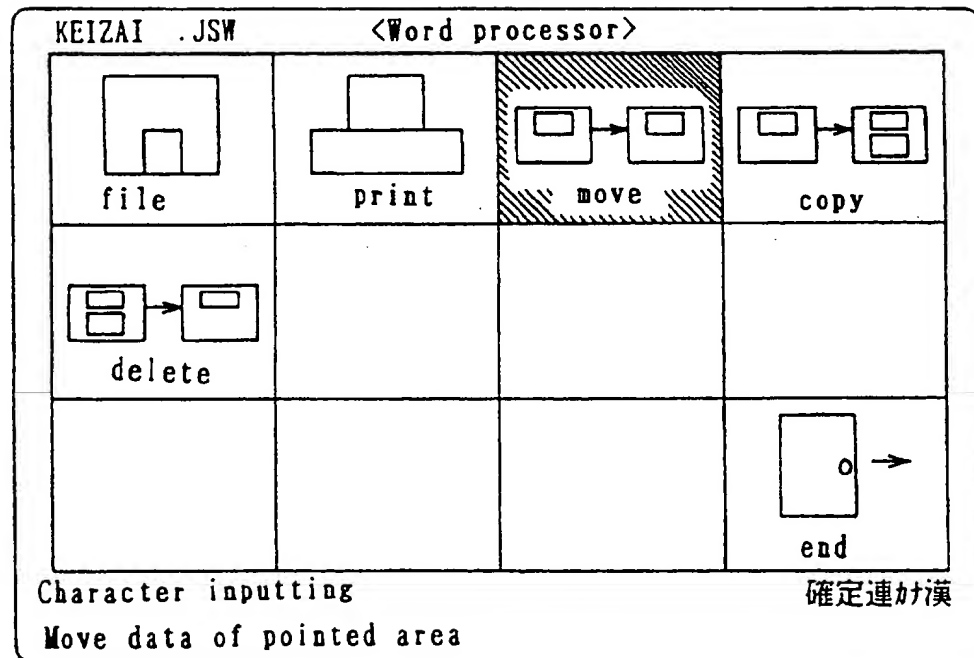 KEIZAI .JSW <Word processor>
file print move copy
delete
end
Character inputting 確定連カナ漢
Move data of pointed area